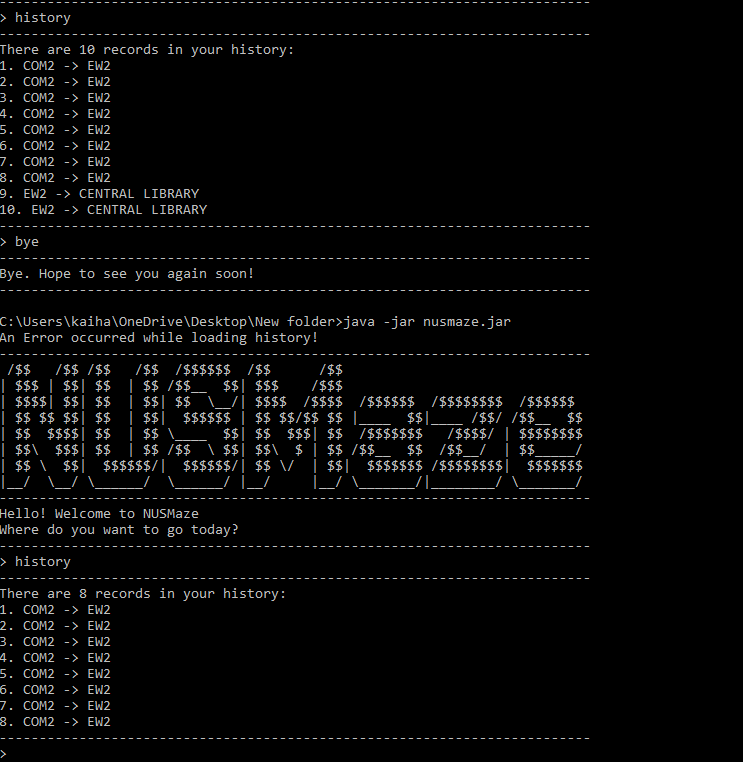 -------------------------------------------------------------------------
> history
-------------------------------------------------------------------------
There are 10 records in your history:
1. COM2 -> EW2
2. COM2 -> EW2
3. COM2 -> EW2
4. COM2 -> EW2
5. COM2 -> EW2
6. COM2 -> EW2
7. COM2 -> EW2
8. COM2 -> EW2
9. EW2 -> CENTRAL LIBRARY
10. EW2 -> CENTRAL LIBRARY
-------------------------------------------------------------------------
> bye
-------------------------------------------------------------------------
Bye. Hope to see you again soon!
-------------------------------------------------------------------------
C:\Users\kaiha\OneDrive\Desktop\New folder>java -jar nusmaze.jar
An Error occurred while loading history!
-------------------------------------------------------------------------
 /$$   /$$ /$$   /$$  /$$$$$$  /$$      /$$
| $$$ | $$| $$  | $$ /$$__  $$| $$$    /$$$
| $$$$| $$| $$  | $$| $$  \__/| $$$$  /$$$$  /$$$$$$  /$$$$$$$$  /$$$$$$
| $$ $$ $$| $$  | $$|  $$$$$$ | $$ $$/$$ $$ |____  $$|____ /$$/ /$$__  $$
| $$  $$$$| $$  | $$ \____  $$| $$  $$$| $$  /$$$$$$$   /$$$$/ | $$$$$$$$
| $$\  $$$| $$  | $$ /$$  \ $$| $$\  $ | $$ /$$__  $$  /$$__/  | $$_____/
| $$ \  $$|  $$$$$$/|  $$$$$$/| $$ \/  | $$|  $$$$$$$ /$$$$$$$$|  $$$$$$$
|__/  \__/ \______/  \______/ |__/     |__/ \_______/|________/ \_______/
-------------------------------------------------------------------------
Hello! Welcome to NUSMaze
Where do you want to go today?
-------------------------------------------------------------------------
> history
-------------------------------------------------------------------------
There are 8 records in your history:
1. COM2 -> EW2
2. COM2 -> EW2
3. COM2 -> EW2
4. COM2 -> EW2
5. COM2 -> EW2
6. COM2 -> EW2
7. COM2 -> EW2
8. COM2 -> EW2
-------------------------------------------------------------------------
>